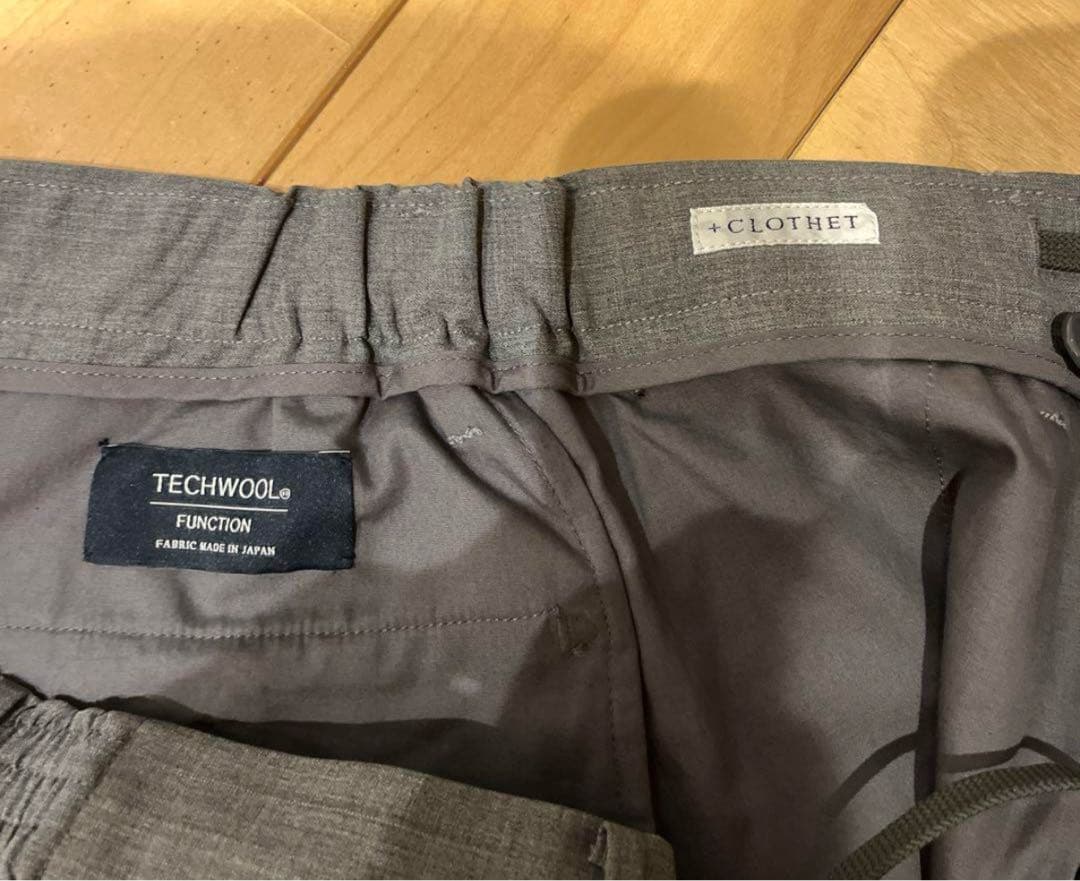 +CLOTHET
TECHWOOL®
FUNCTION
FABRIC MADE IN JAPAN